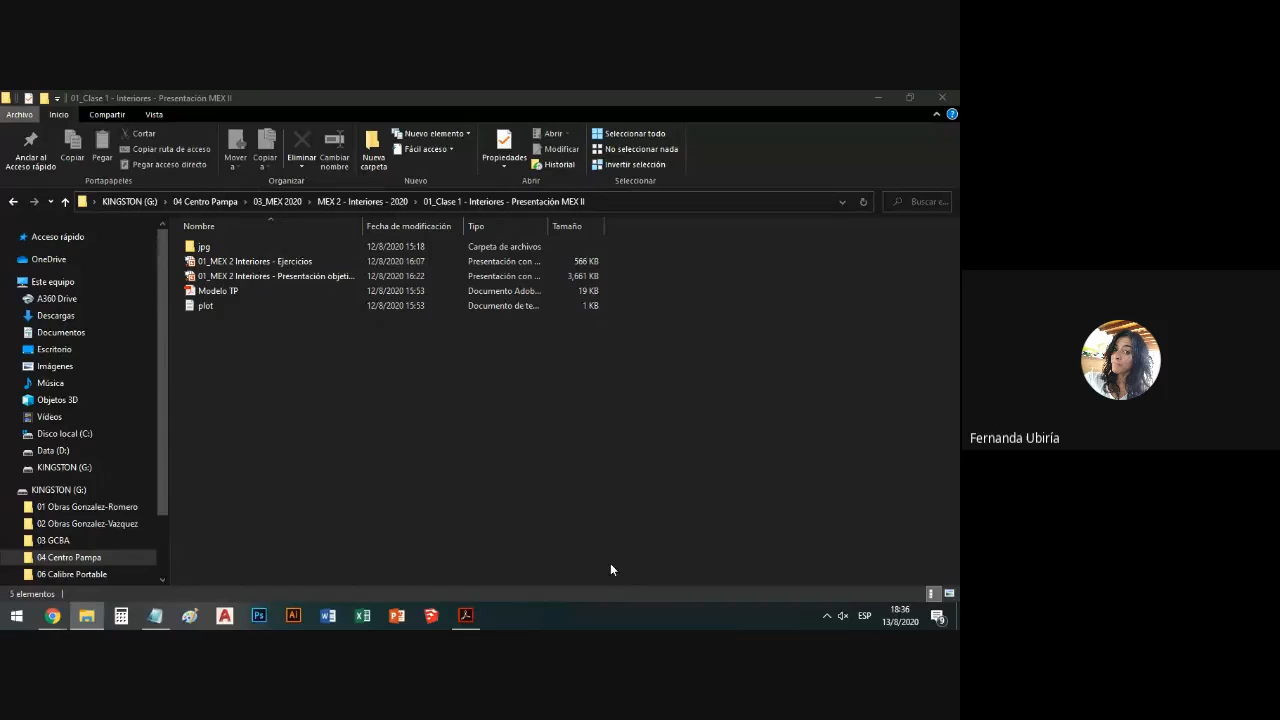 01_Clase 1 - Interiores - Presentación MEX II
Archivo Inicio Compartir Vista
Anclar al Acceso rápido
Copiar
Pegar
Cortar
Copiar ruta de acceso
Pegar acceso directo
Portapapeles
Mover a
Copiar a
Eliminar
Cambiar nombre
Organizar
Nueva carpeta
Nuevo elemento
Fácil acceso
Nuevo
Propiedades
Abrir
Modificar
Historial
Abrir
Seleccionar todo
No seleccionar nada
Invertir selección
Seleccionar
KINGSTON (G:) > 04 Centro Pampa > 03_MEX 2020 > MEX 2 - Interiores - 2020 > 01_Clase 1 - Interiores - Presentación MEX II
Buscar e...
Nombre Fecha de modificación Tipo Tamaño
jpg 12/8/2020 15:18 Carpeta de archivos
01_MEX 2 Interiores - Ejercicios 12/8/2020 16:07 Presentación con ... 566 KB
01_MEX 2 Interiores - Presentación objeti... 12/8/2020 16:22 Presentación con ... 3,661 KB
Modelo TP 12/8/2020 15:53 Documento Adob... 19 KB
plot 12/8/2020 15:53 Documento de te... 1 KB
Acceso rápido
OneDrive
Este equipo
A360 Drive
Descargas
Documentos
Escritorio
Imágenes
Música
Objetos 3D
Vídeos
Disco local (C:)
Data (D:)
KINGSTON (G:)
KINGSTON (G:)
01 Obras Gonzalez-Romero
02 Obras Gonzalez-Vazquez
03 GCBA
04 Centro Pampa
06 Calibre Portable
5 elementos
Ps Ai
ESP
18:36
13/8/2020
9
Fernanda Ubiría